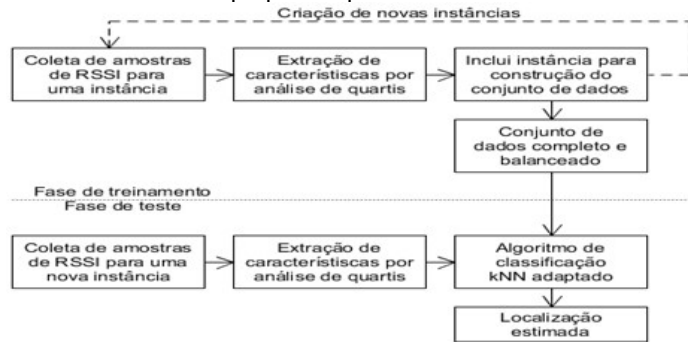 Criação de novas instâncias
Coleta de amostras
de RSSI para
uma instância
Extração de
característiscas por
análise de quartis
Inclui instância para
construção do
conjunto de dados
Conjunto de
dados completo e
balanceado
Fase de treinamento
Fase de teste
Coleta de amostras
de RSSI para uma
nova instância
Extração de
característiscas por
análise de quartis
Algoritmo de
classificação
kNN adaptado
Localização
estimada